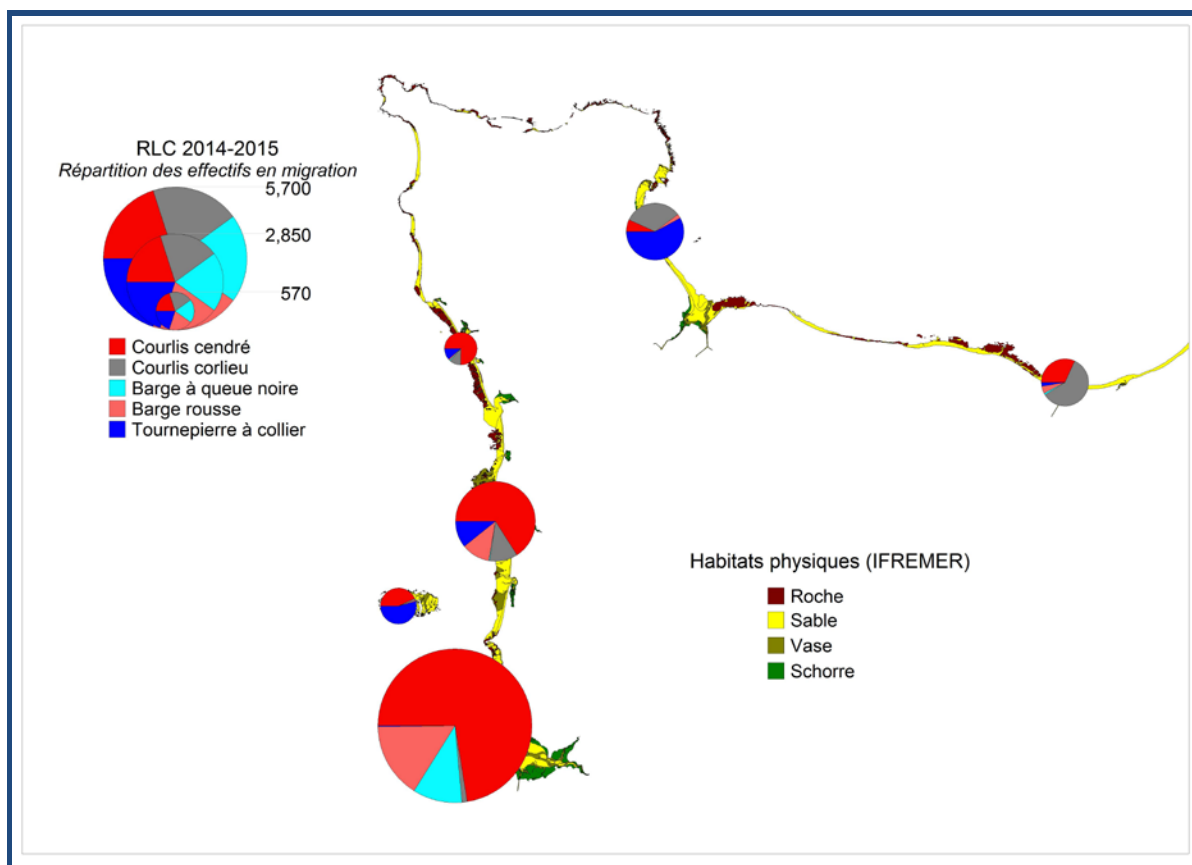 RLC 2014-2015
Répartition des effectifs en migration
5,700
2,850
570
Courlis cendré
Courlis corlieu
Barge à queue noire
Barge rousse
Tournepierre à collier
Habitats physiques (IFREMER)
Roche
Sable
Vase
Schorre